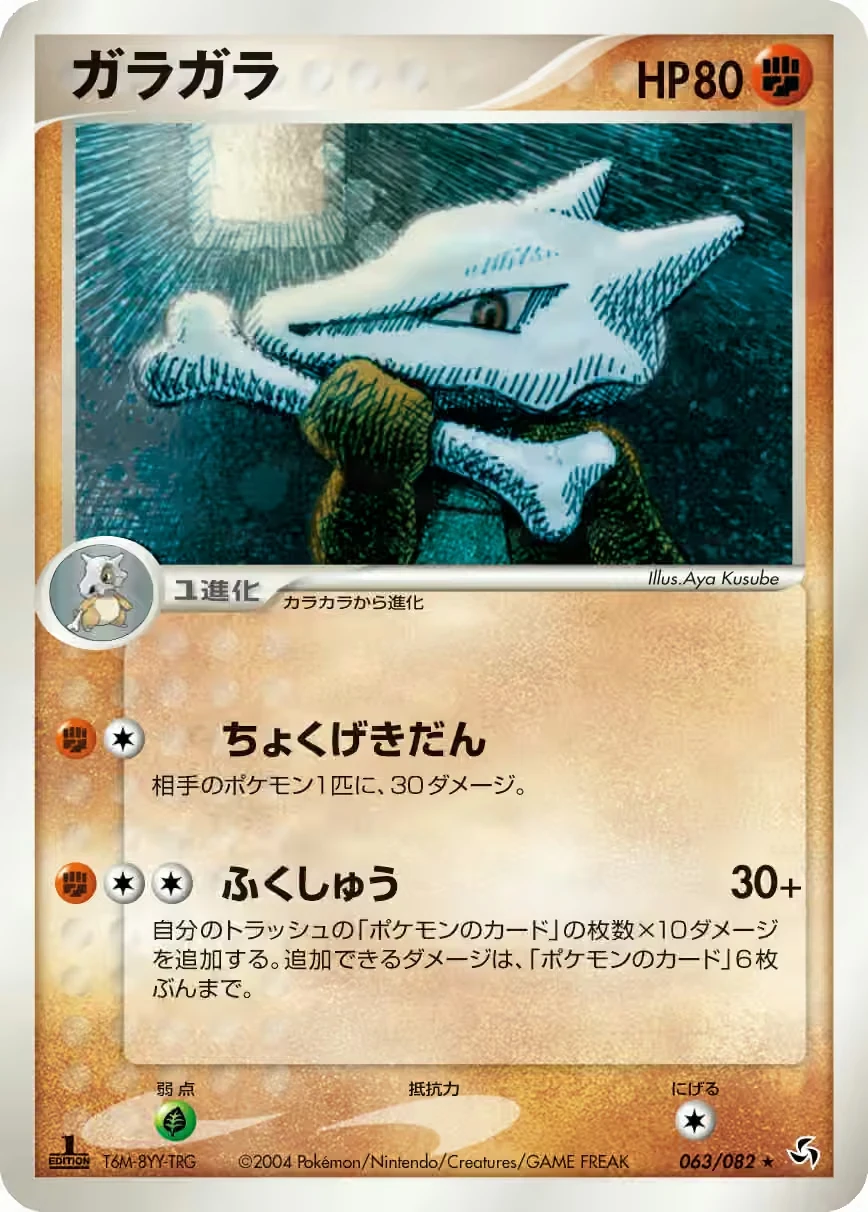 ガラガラ
HP80
Illus.Aya Kusube
1進化
カラカラから進化
ちょくげきだん
相手のポケモン1匹に、30ダメージ。
ふくしゅう
30+
自分のトラッシュの「ポケモンのカード」の枚数×10ダメージ
を追加する。追加できるダメージは、「ポケモンのカード」6枚
ぶんまで。
弱点
抵抗力
にげる
1
EDITION
T6M-8YY-TRG
©2004 Pokémon/Nintendo/Creatures/GAME FREAK
063/082 ★